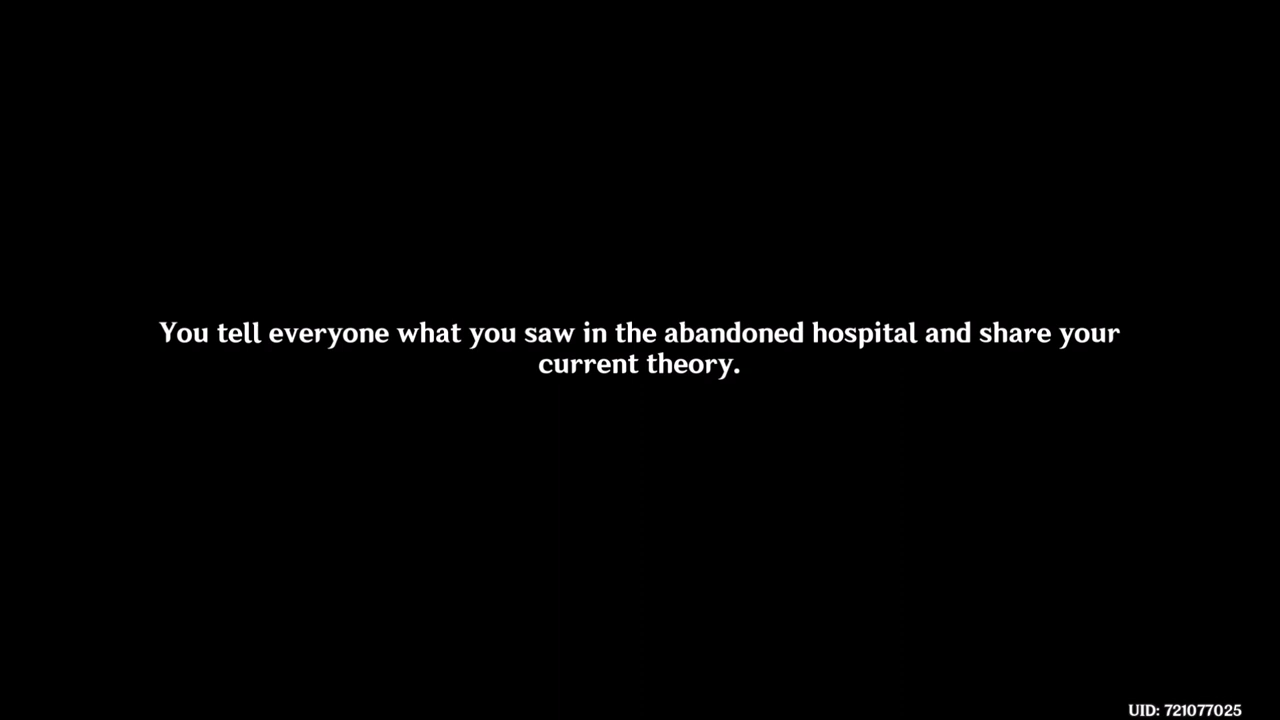 You tell everyone what you saw in the abandoned hospital and share your
current theory.
UID: 721077025